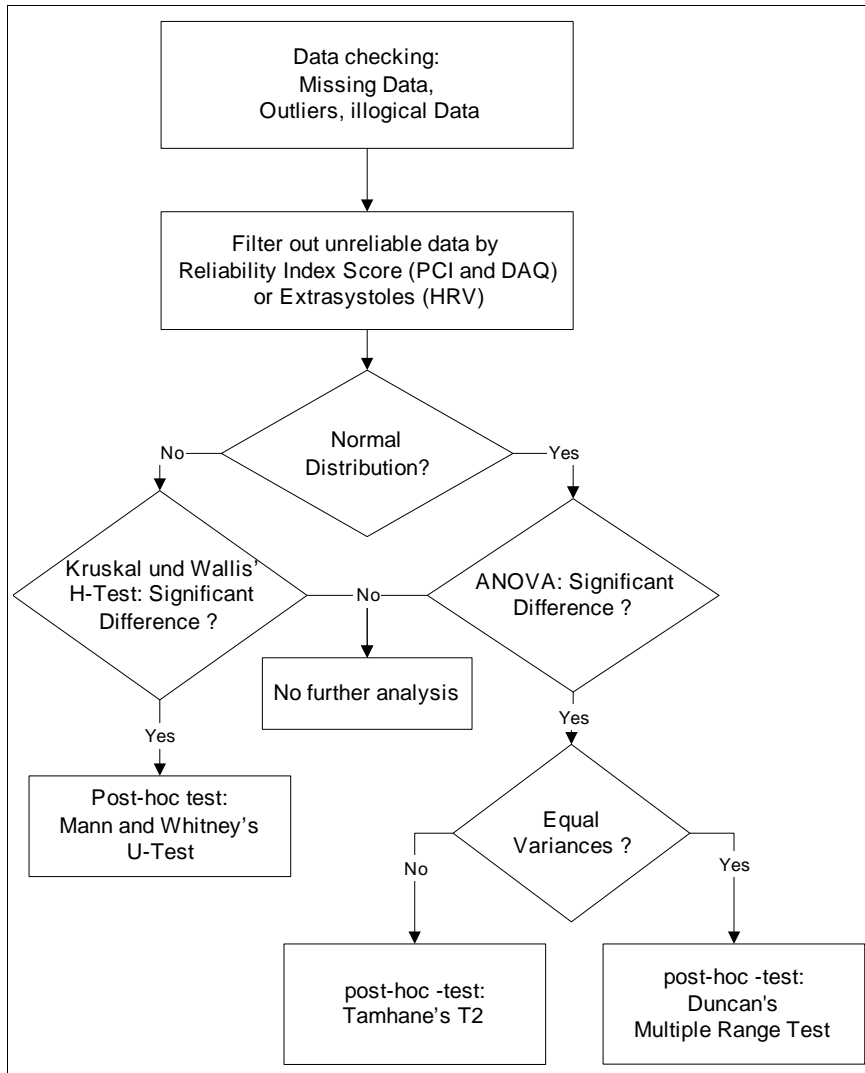 Data checking:
Missing Data,
Outliers, illogical Data
Filter out unreliable data by
Reliability Index Score (PCI and DAQ)
or Extrasystoles (HRV)
Normal
Distribution?
No
Yes
Kruskal und Wallis’
H-Test: Significant
Difference ?
No
ANOVA: Significant
Difference ?
No further analysis
Yes
Yes
Post-hoc test:
Mann and Whitney’s
U-Test
Equal
Variances ?
No
Yes
post-hoc -test:
Tamhane’s T2
post-hoc -test:
Duncan's
Multiple Range Test